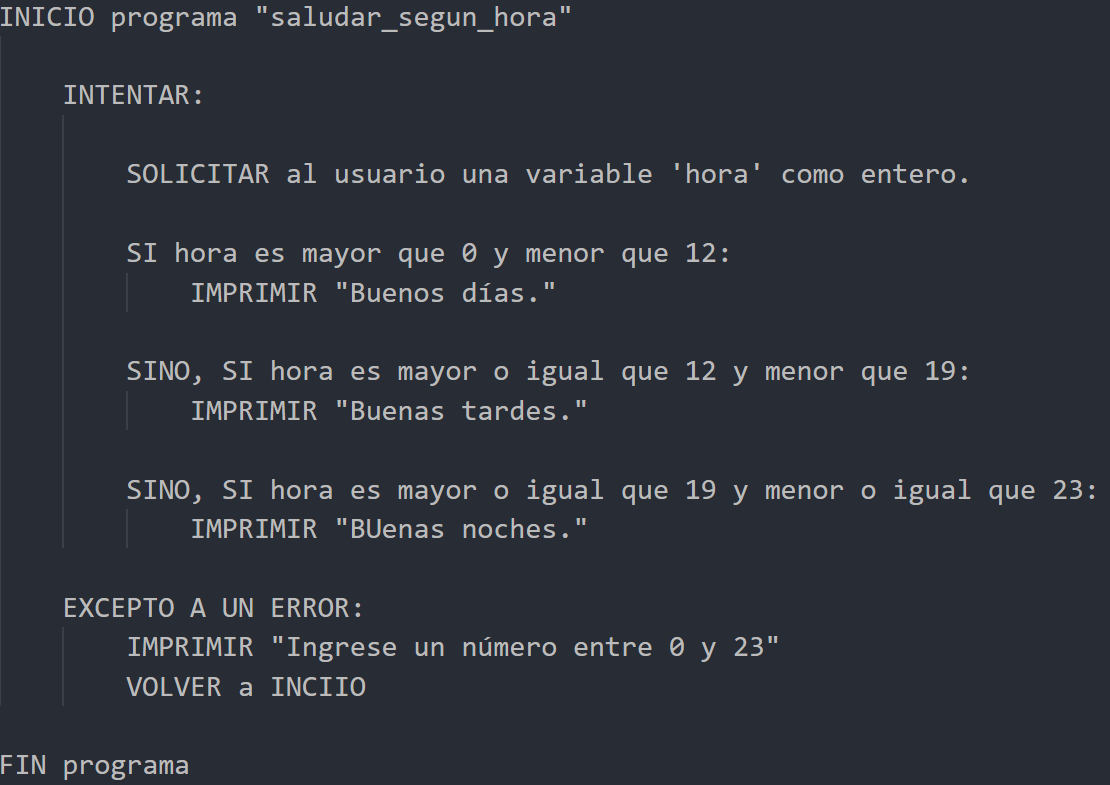 INICIO programa "saludar_segun_hora"
INTENTAR:
SOLICITAR al usuario una variable 'hora' como entero.
SI hora es mayor que 0 y menor que 12:
IMPRIMIR "Buenos días."
SINO, SI hora es mayor o igual que 12 y menor que 19:
IMPRIMIR "Buenas tardes."
SINO, SI hora es mayor o igual que 19 y menor o igual que 23:
IMPRIMIR "BUenas noches."
EXCEPTO A UN ERROR:
IMPRIMIR "Ingrese un número entre 0 y 23"
VOLVER a INCIIO
FIN programa